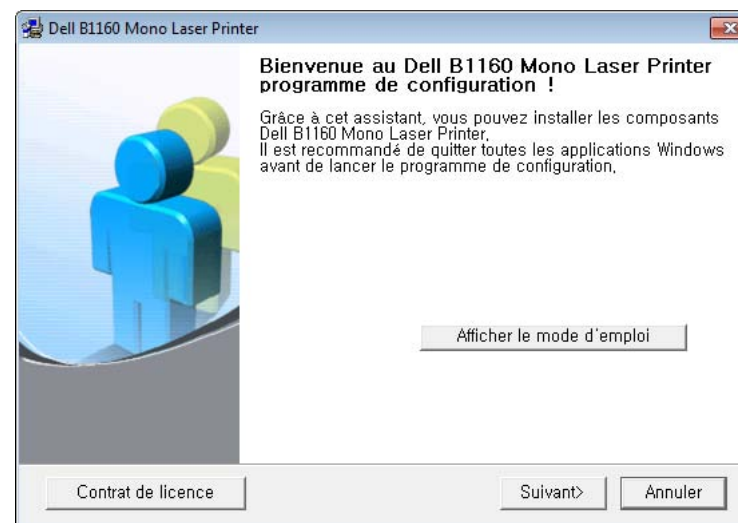 Dell B1160 Mono Laser Printer
Bienvenue au Dell B1160 Mono Laser Printer
programme de configuration !
Grâce à cet assistant, vous pouvez installer les composants
Dell B1160 Mono Laser Printer,
Il est recommandé de quitter toutes les applications Windows
avant de lancer le programme de configuration,
Afficher le mode d'emploi
Contrat de licence
Suivant>
Annuler